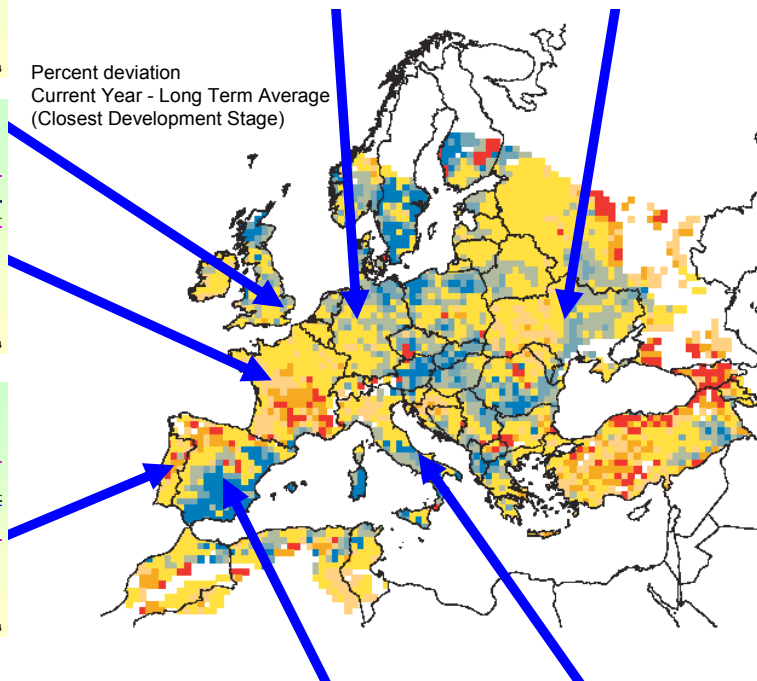 Percent deviation
Current Year - Long Term Average
(Closest Development Stage)